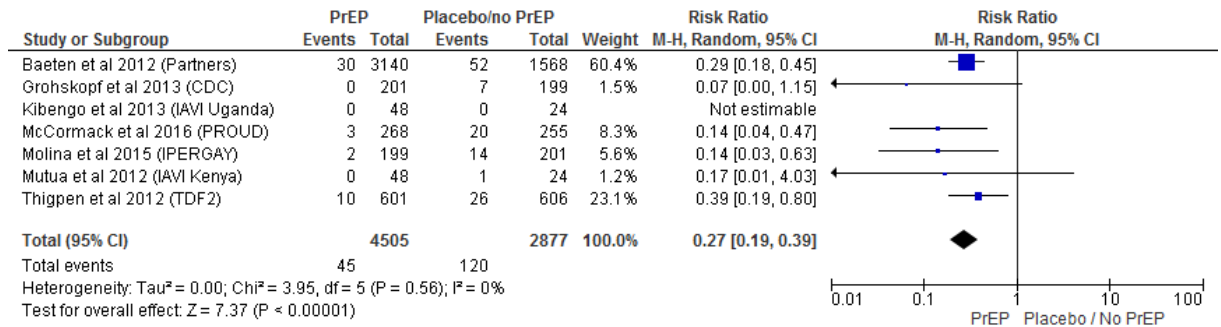 PrEP Placebo/no PrEP Risk Ratio Risk Ratio
Study or Subgroup Events Total Events Total Weight M-H, Random, 95% CI M-H, Random, 95% CI
Baeten et al 2012 (Partners) 30 3140 52 1568 60.4% 0.29 [0.18, 0.45]
Grohskopf et al 2013 (CDC) 0 201 7 199 1.5% 0.07 [0.00, 1.15]
Kibengo et al 2013 (IAVI Uganda) 0 48 0 24 Not estimable
McCormack et al 2016 (PROUD) 3 268 20 255 8.3% 0.14 [0.04, 0.47]
Molina et al 2015 (IPERGAY) 2 199 14 201 5.6% 0.14 [0.03, 0.63]
Mutua et al 2012 (IAVI Kenya) 0 48 1 24 1.2% 0.17 [0.01, 4.03]
Thigpen et al 2012 (TDF2) 10 601 26 606 23.1% 0.39 [0.19, 0.80]
Total (95% CI) 4505 2877 100.0% 0.27 [0.19, 0.39]
Total events 45 120
Heterogeneity: Tau² = 0.00; Chi² = 3.95, df = 5 (P = 0.56); I² = 0%
Test for overall effect: Z = 7.37 (P < 0.00001)
0.01 0.1 1 10 100
PrEP Placebo / No PrEP